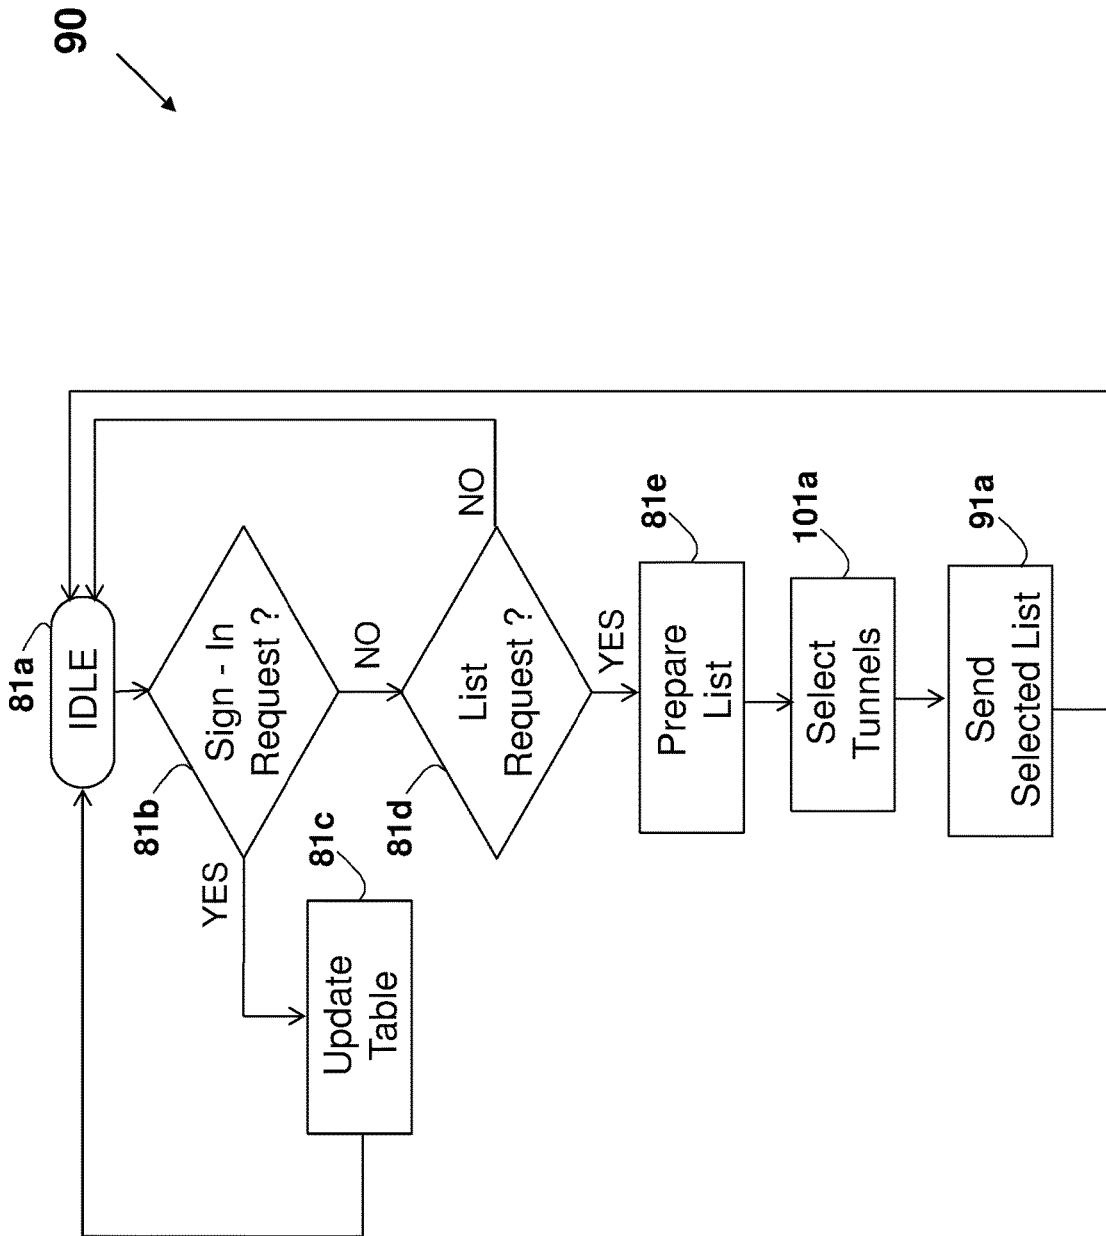 90
81a
IDLE
81b
Sign - In
Request ?
YES
NO
81c
Update
Table
81d
List
Request ?
NO
YES
81e
Prepare
List
101a
Select
Tunnels
91a
Send
Selected List